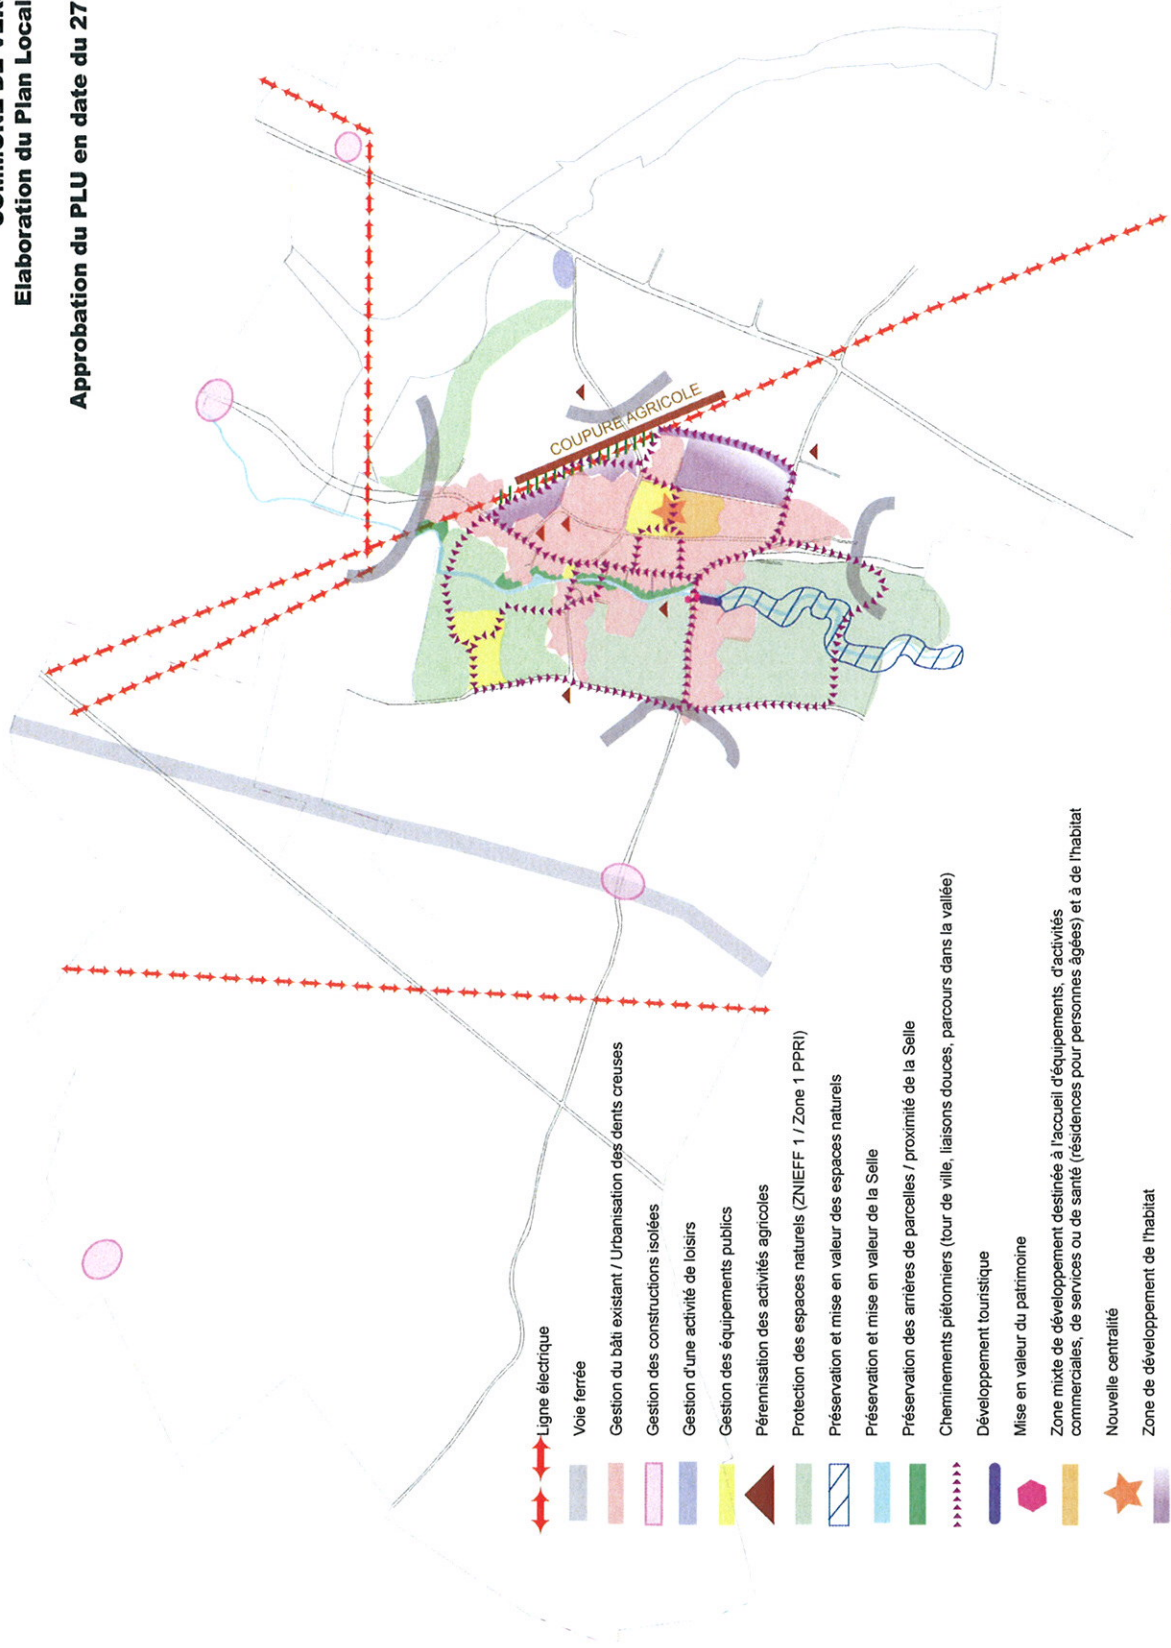 Elaboration du Plan Local
Approbation du PLU en date du 27
COUPURE AGRICOLE
Ligne électrique
Voie ferrée
Gestion du bâti existant / Urbanisation des dents creuses
Gestion des constructions isolées
Gestion d'une activité de loisirs
Gestion des équipements publics
Pérennisation des activités agricoles
Protection des espaces naturels (ZNIEFF 1 / Zone 1 PPRI)
Préservation et mise en valeur des espaces naturels
Préservation et mise en valeur de la Selle
Préservation des arrières de parcelles / proximité de la Selle
Cheminements piétonniers (tour de ville, liaisons douces, parcours dans la vallée)
Développement touristique
Mise en valeur du patrimoine
Zone mixte de développement destinée à l'accueil d'équipements, d'activités
commerciales, de services ou de santé (résidences pour personnes âgées) et à de l'habitat
Nouvelle centralité
Zone de développement de l'habitat